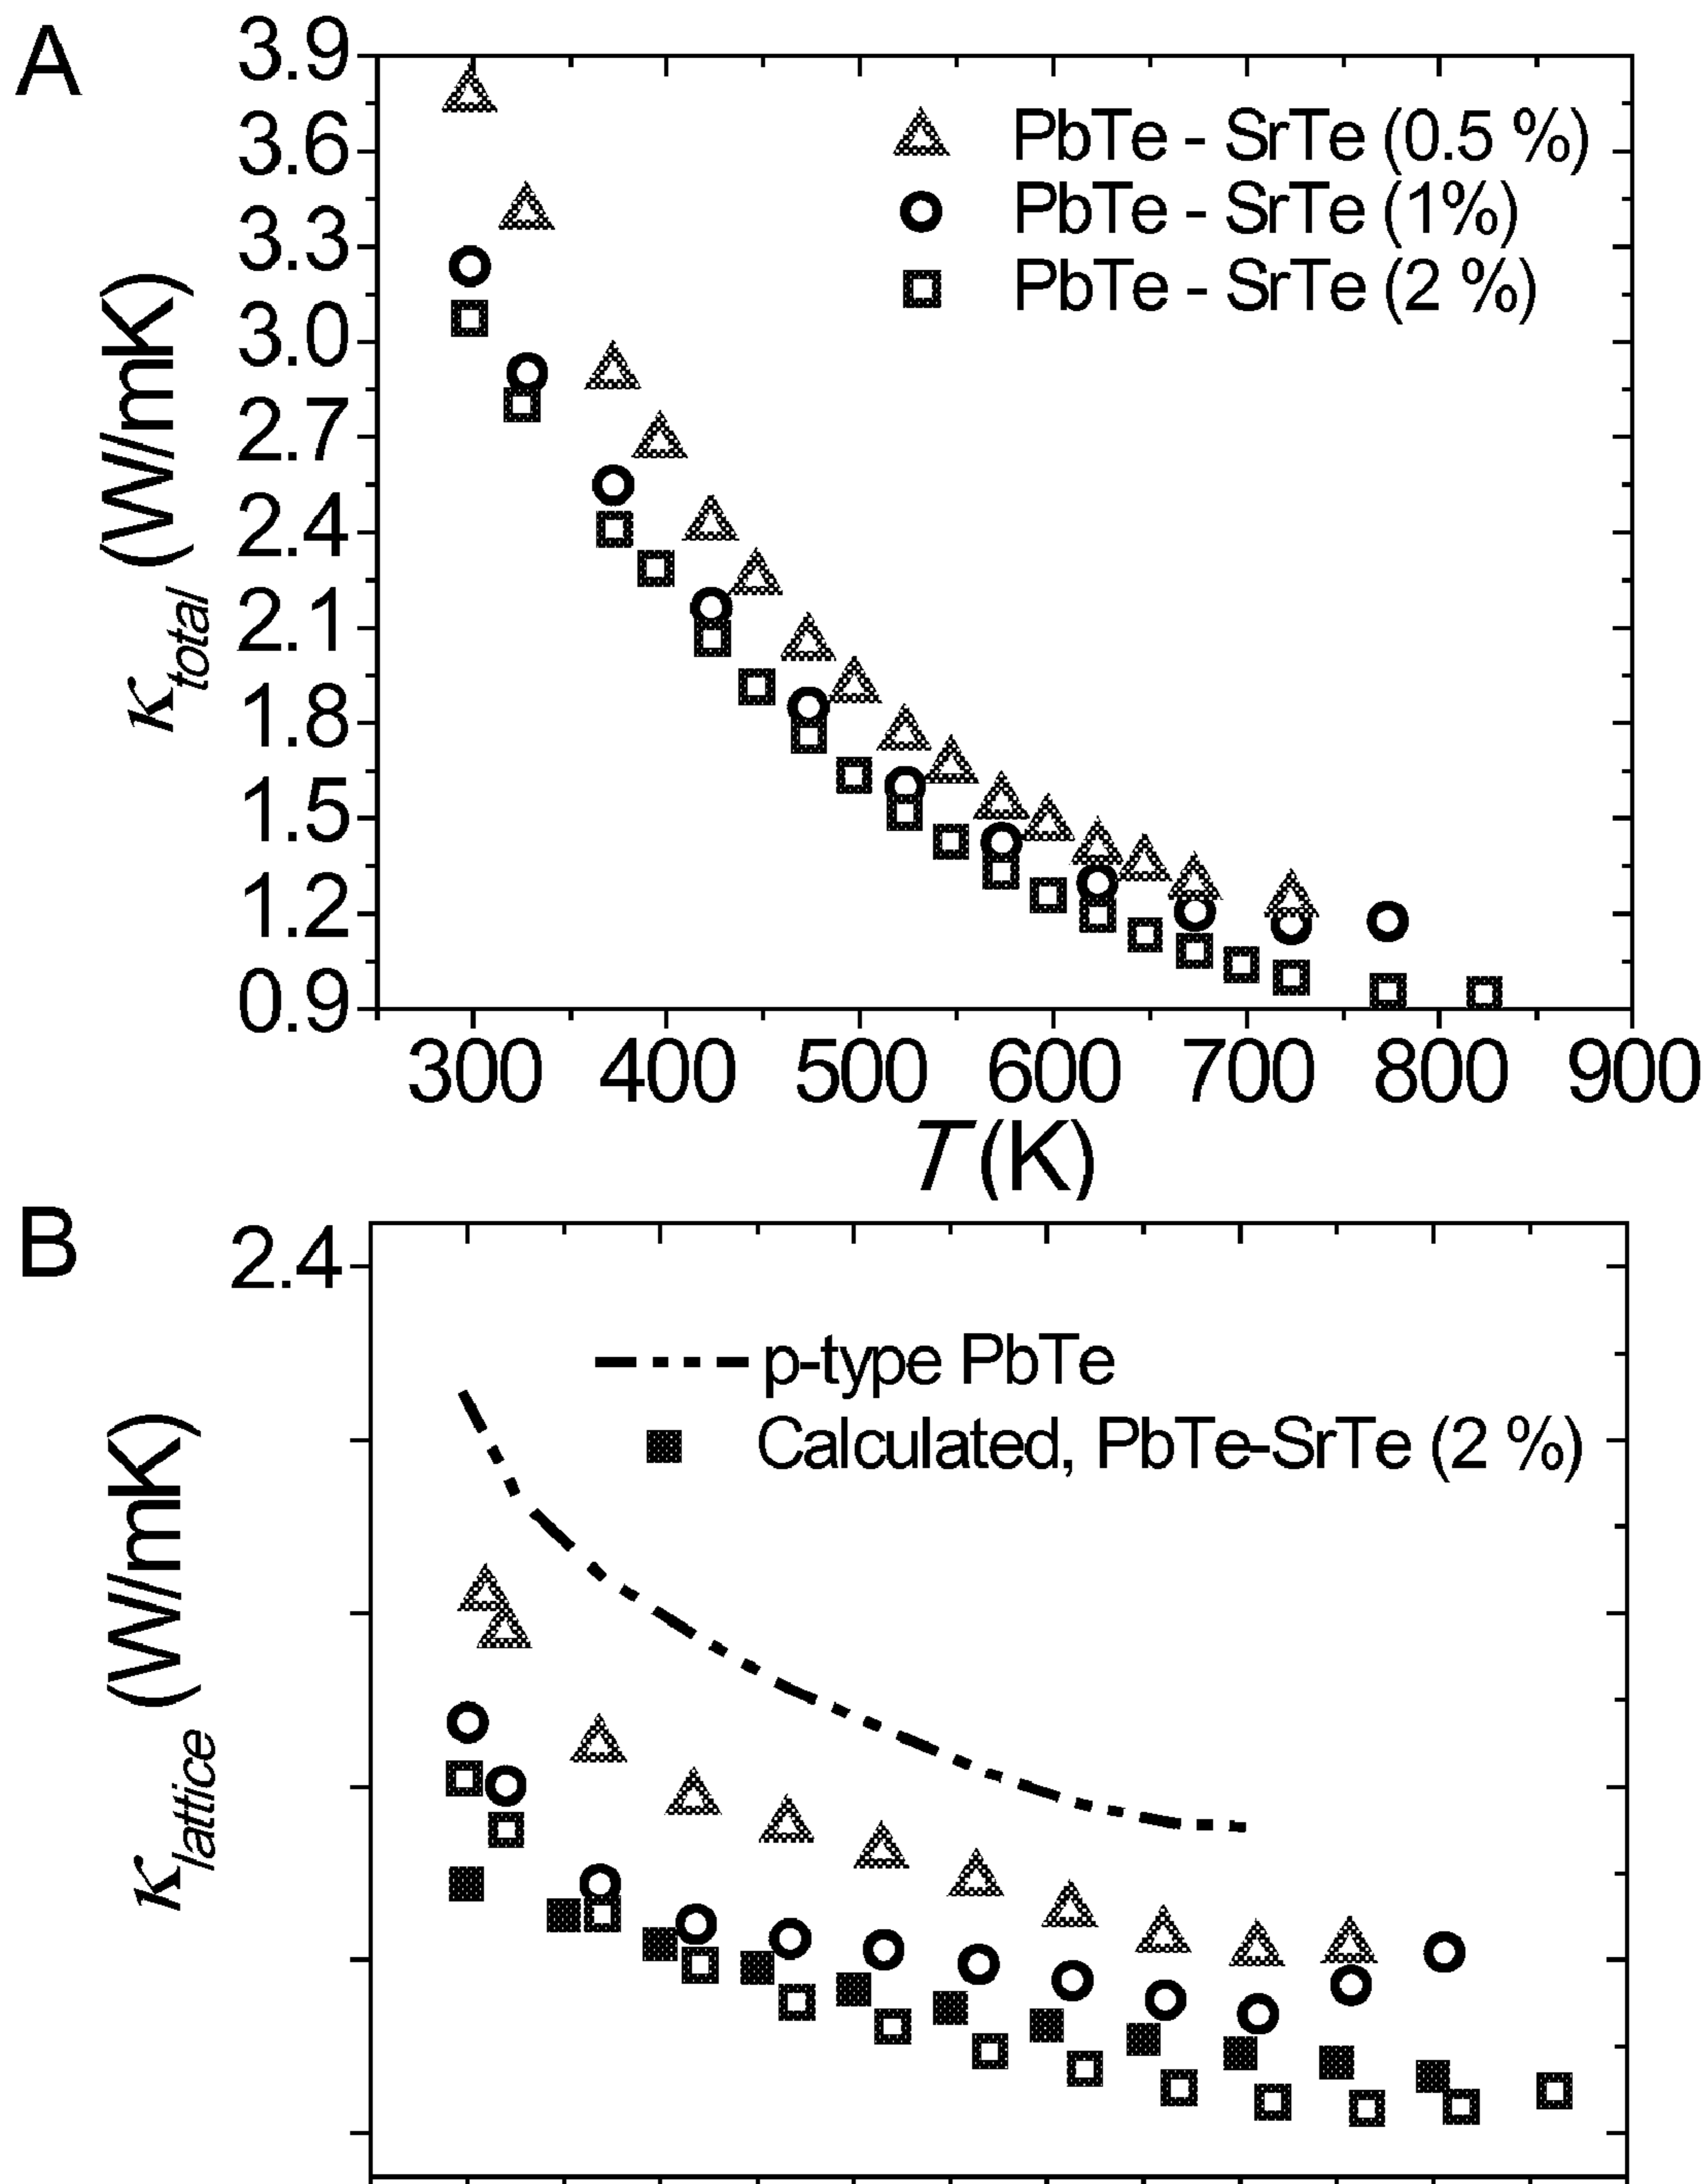 A
3.9
3.6
3.3
3.0
2.7
2.4
2.1
1.8
1.5
1.2
0.9
κtotal (W/mK)
PbTe - SrTe (0.5 %)
PbTe - SrTe (1%)
PbTe - SrTe (2 %)
300 400 500 600 700 800 900
T (K)
B
2.4
κlattice (W/mK)
p-type PbTe
Calculated, PbTe-SrTe (2 %)